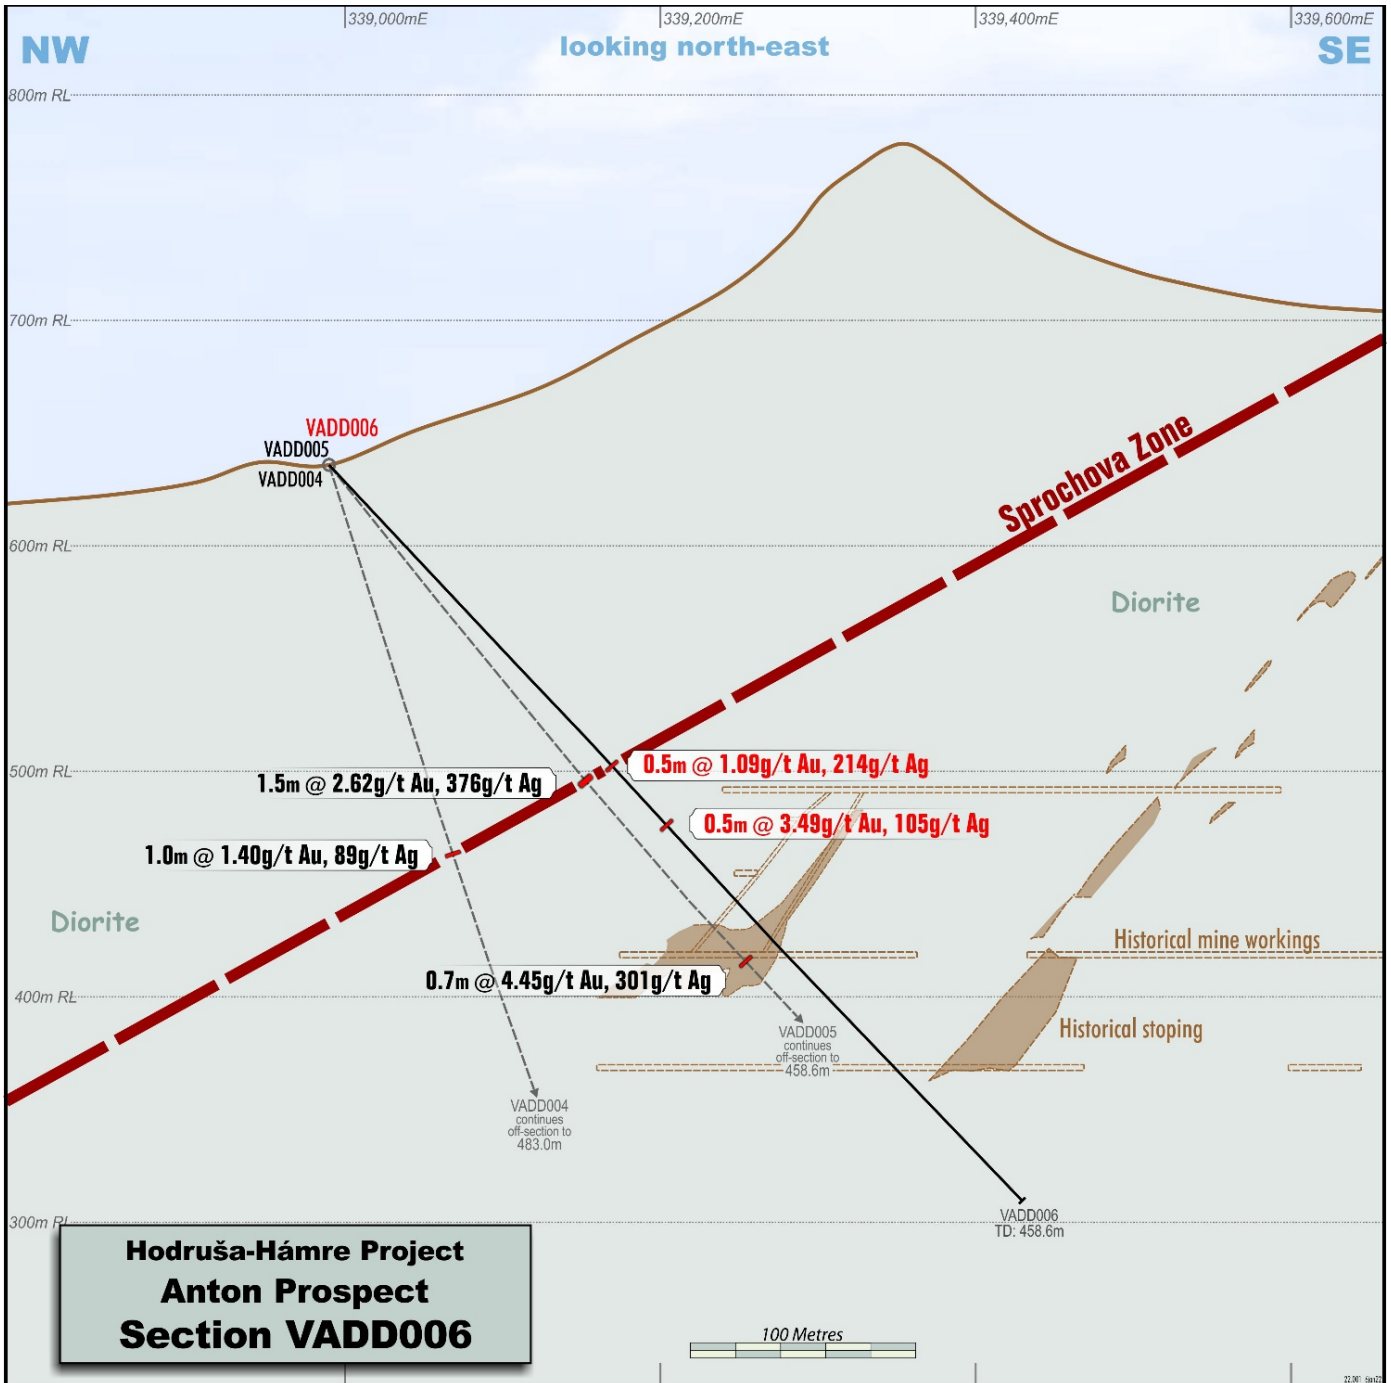 339,000mE
339,200mE
339,400mE
339,600mE
NW
looking north-east
SE
800m RL
700m RL
VADD006
VADD005
VADD004
600m RL
Sprochova Zone
Diorite
500m RL
0.5m @ 1.09g/t Au, 214g/t Ag
1.5m @ 2.62g/t Au, 376g/t Ag
0.5m @ 3.49g/t Au, 105g/t Ag
1.0m @ 1.40g/t Au, 89g/t Ag
Diorite
Historical mine workings
0.7m @ 4.45g/t Au, 301g/t Ag
400m RL
Historical stoping
VADD005
continues
off-section to
458.6m
VADD004
continues
off-section to
483.0m
VADD006
TD: 458.6m
300m RL
Hodruša-Hámre Project
Anton Prospect
Section VADD006
100 Metres